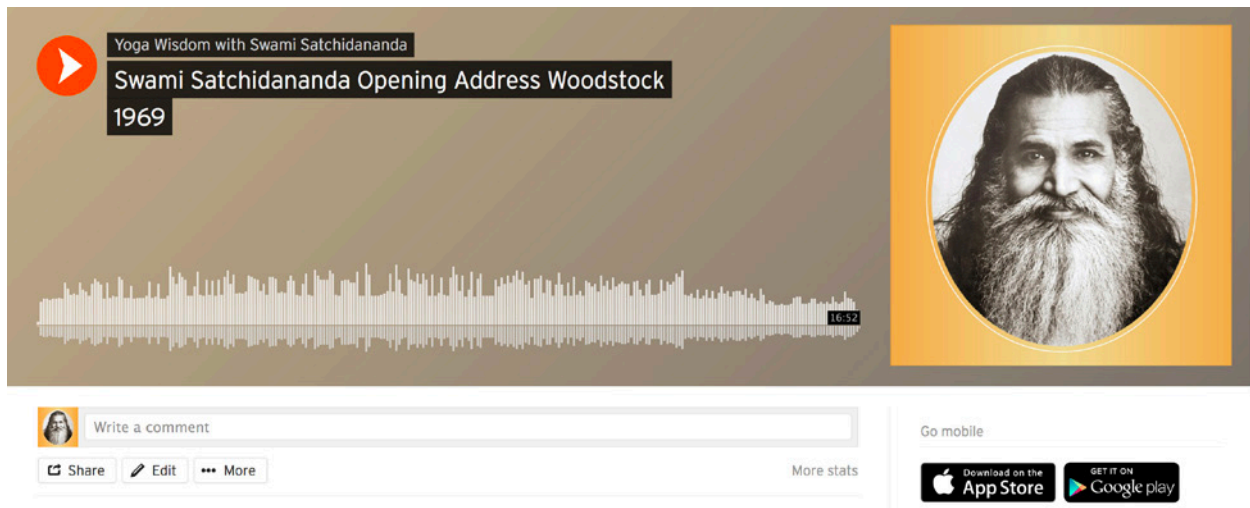 Yoga Wisdom with Swami Satchidananda
Swami Satchidananda Opening Address Woodstock
1969
16:52
Write a comment
Share
Edit
••• More
More stats
Go mobile
Download on the
App Store
GET IT ON
Google play